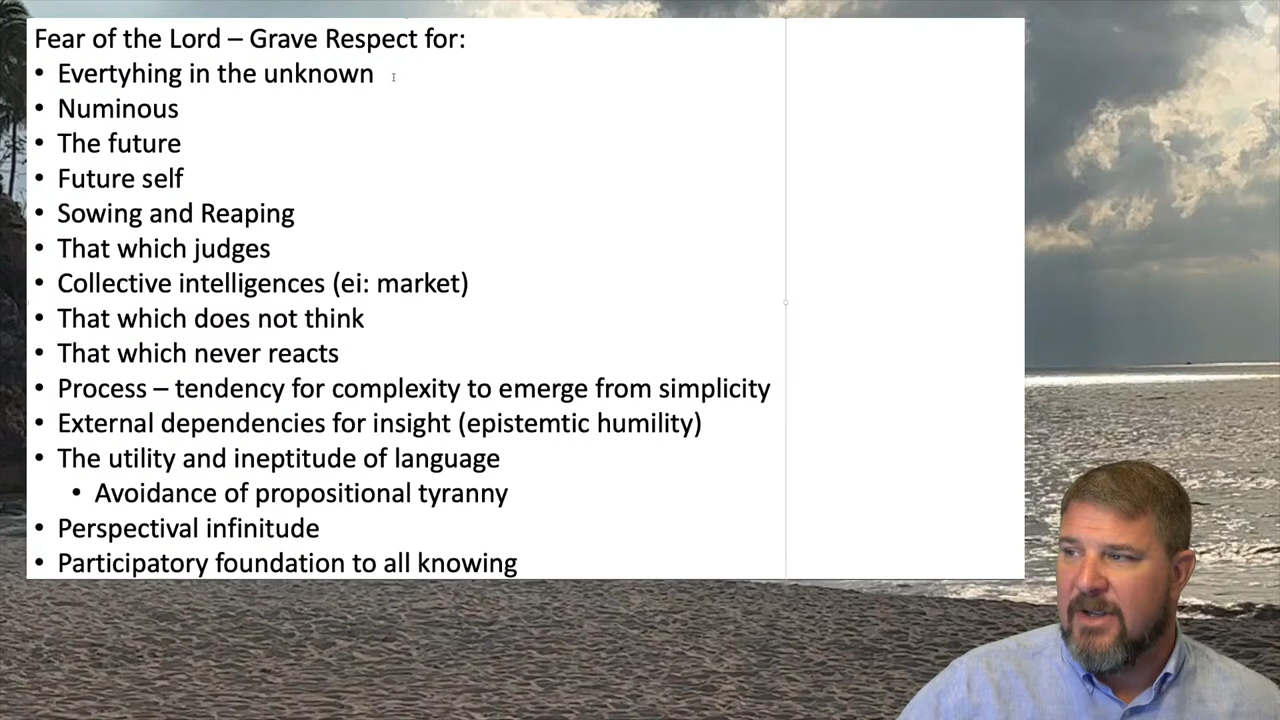 Fear of the Lord – Grave Respect for:
• Evertyhing in the unknown
• Numinous
• The future
• Future self
• Sowing and Reaping
• That which judges
• Collective intelligences (ei: market)
• That which does not think
• That which never reacts
• Process – tendency for complexity to emerge from simplicity
• External dependencies for insight (epistemtic humility)
• The utility and ineptitude of language
• Avoidance of propositional tyranny
• Perspectival infinitude
• Participatory foundation to all knowing